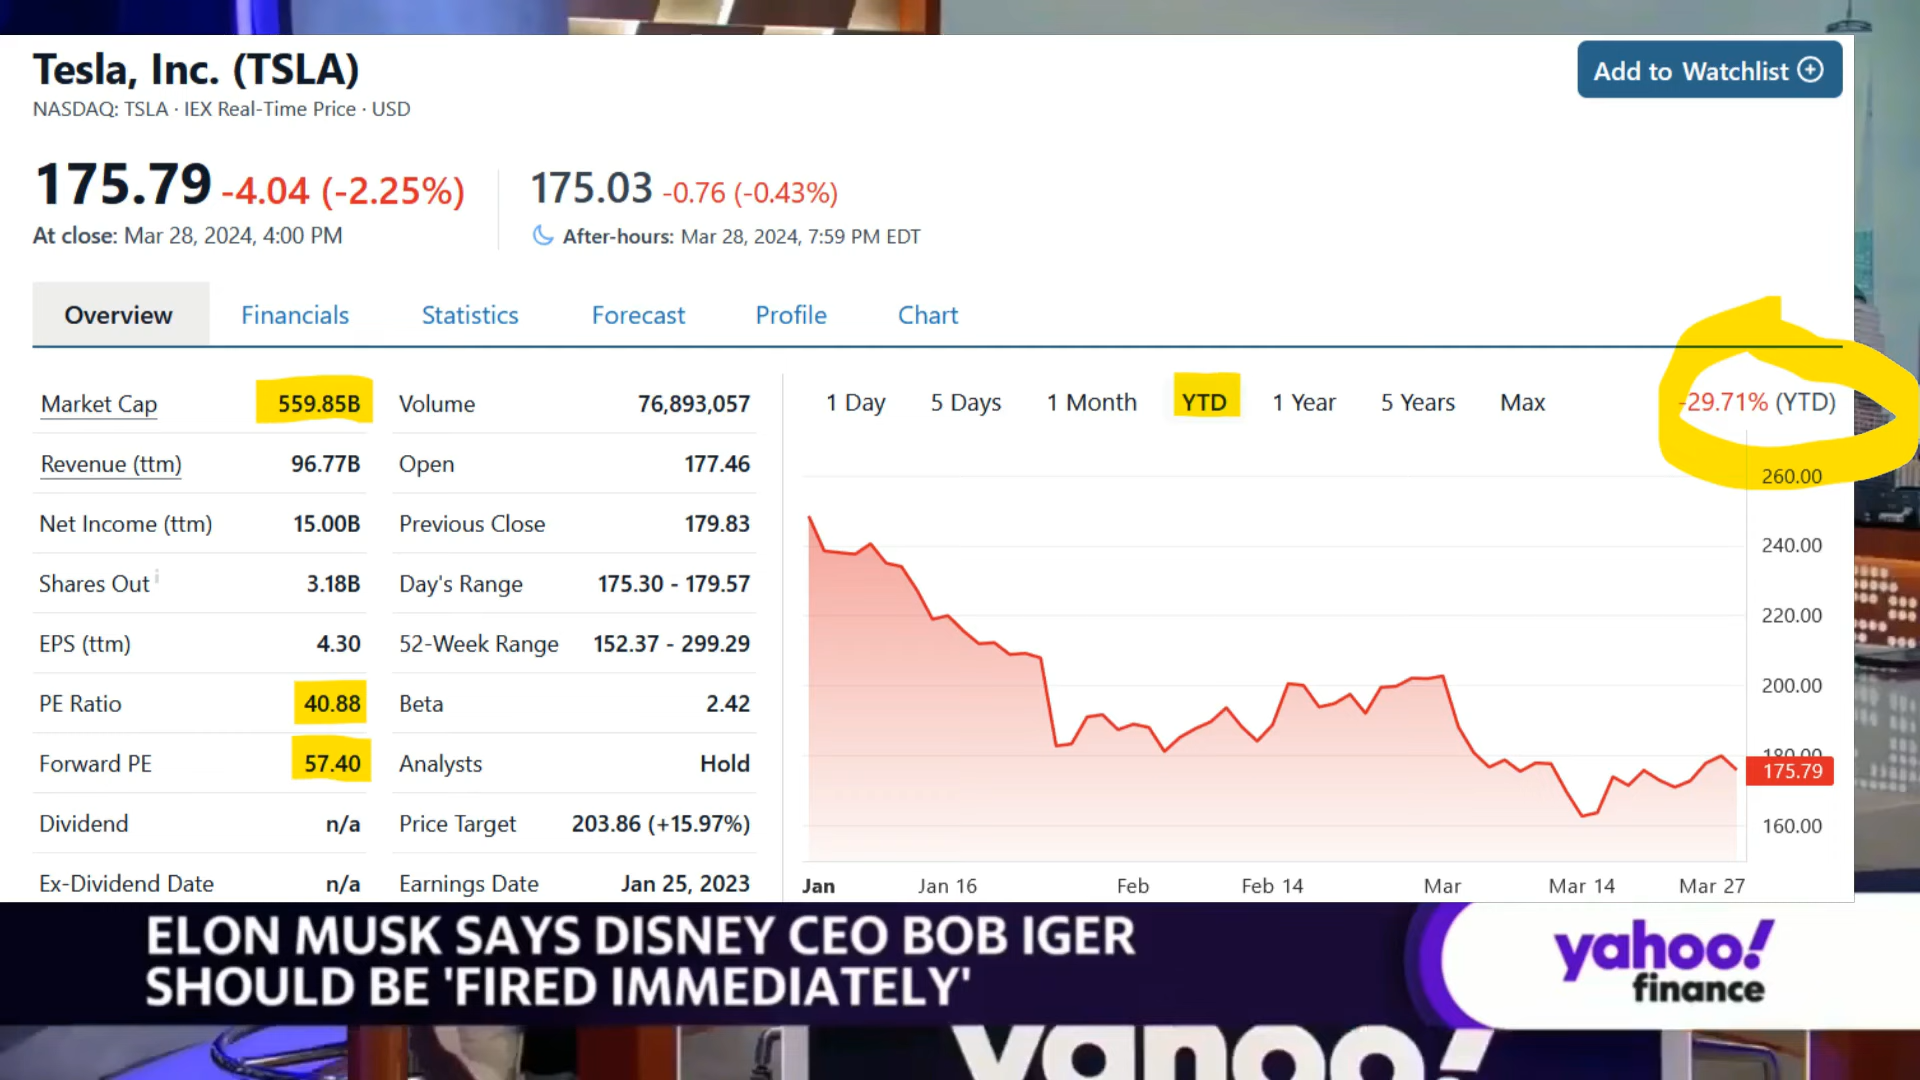 Tesla, Inc. (TSLA)
Add to Watchlist
NASDAQ: TSLA · IEX Real-Time Price · USD
175.79 -4.04 (-2.25%)
175.03 -0.76 (-0.43%)
At close: Mar 28, 2024, 4:00 PM
After-hours: Mar 28, 2024, 7:59 PM EDT
Overview Financials Statistics Forecast Profile Chart
Market Cap 559.85B
Revenue (ttm) 96.77B
Net Income (ttm) 15.00B
Shares Out i 3.18B
EPS (ttm) 4.30
PE Ratio 40.88
Forward PE 57.40
Dividend n/a
Ex-Dividend Date n/a
Volume 76,893,057
Open 177.46
Previous Close 179.83
Day's Range 175.30 - 179.57
52-Week Range 152.37 - 299.29
Beta 2.42
Analysts Hold
Price Target 203.86 (+15.97%)
Earnings Date Jan 25, 2023
1 Day 5 Days 1 Month YTD 1 Year 5 Years Max
-29.71% (YTD)
260.00
240.00
220.00
200.00
180.00
175.79
160.00
Jan Jan 16 Feb Feb 14 Mar Mar 14 Mar 27
ELON MUSK SAYS DISNEY CEO BOB IGER
SHOULD BE 'FIRED IMMEDIATELY'
yahoo!
finance
yahoo!